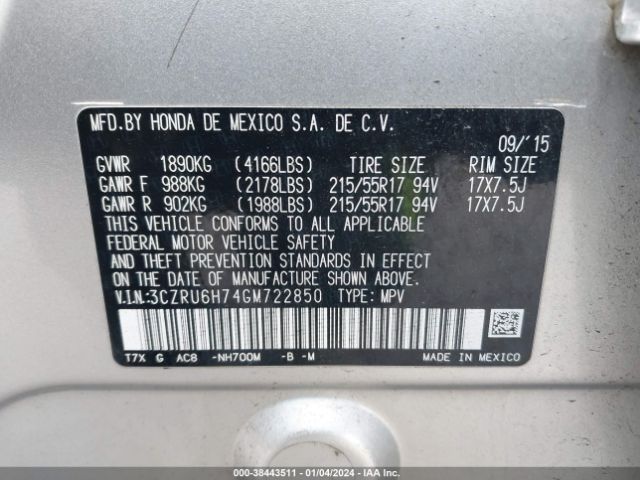 MFD.BY HONDA DE MEXICO S.A. DE C.V.
09/'15
GVWR 1890KG (4166LBS) TIRE SIZE RIM SIZE
GAWR F 988KG (2178LBS) 215/55R17 94V 17X7.5J
GAWR R 902KG (1988LBS) 215/55R17 94V 17X7.5J
THIS VEHICLE CONFORMS TO ALL APPLICABLE
FEDERAL MOTOR VEHICLE SAFETY
AND THEFT PREVENTION STANDARDS IN EFFECT
ON THE DATE OF MANUFACTURE SHOWN ABOVE.
V.I.N:3CZRU6H74GM722850 TYPE: MPV
T7X G AC8 -NH700M -B -M
MADE IN MEXICO
000-38443511 - 01/04/2024 - IAA Inc.